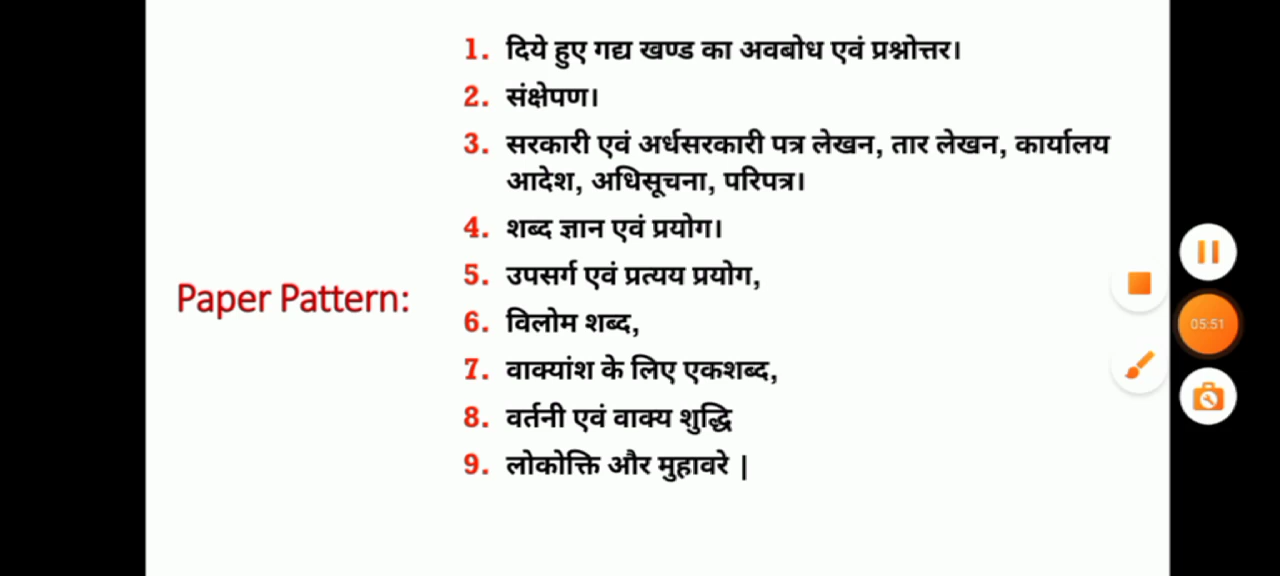 Paper Pattern:
1. दिये हुए गद्य खण्ड का अवबोध एवं प्रश्नोत्तर।
2. संक्षेपण।
3. सरकारी एवं अर्धसरकारी पत्र लेखन, तार लेखन, कार्यालय
आदेश, अधिसूचना, परिपत्र।
4. शब्द ज्ञान एवं प्रयोग।
5. उपसर्ग एवं प्रत्यय प्रयोग,
6. विलोम शब्द,
7. वाक्यांश के लिए एकशब्द,
8. वर्तनी एवं वाक्य शुद्धि
9. लोकोक्ति और मुहावरे |
05:51